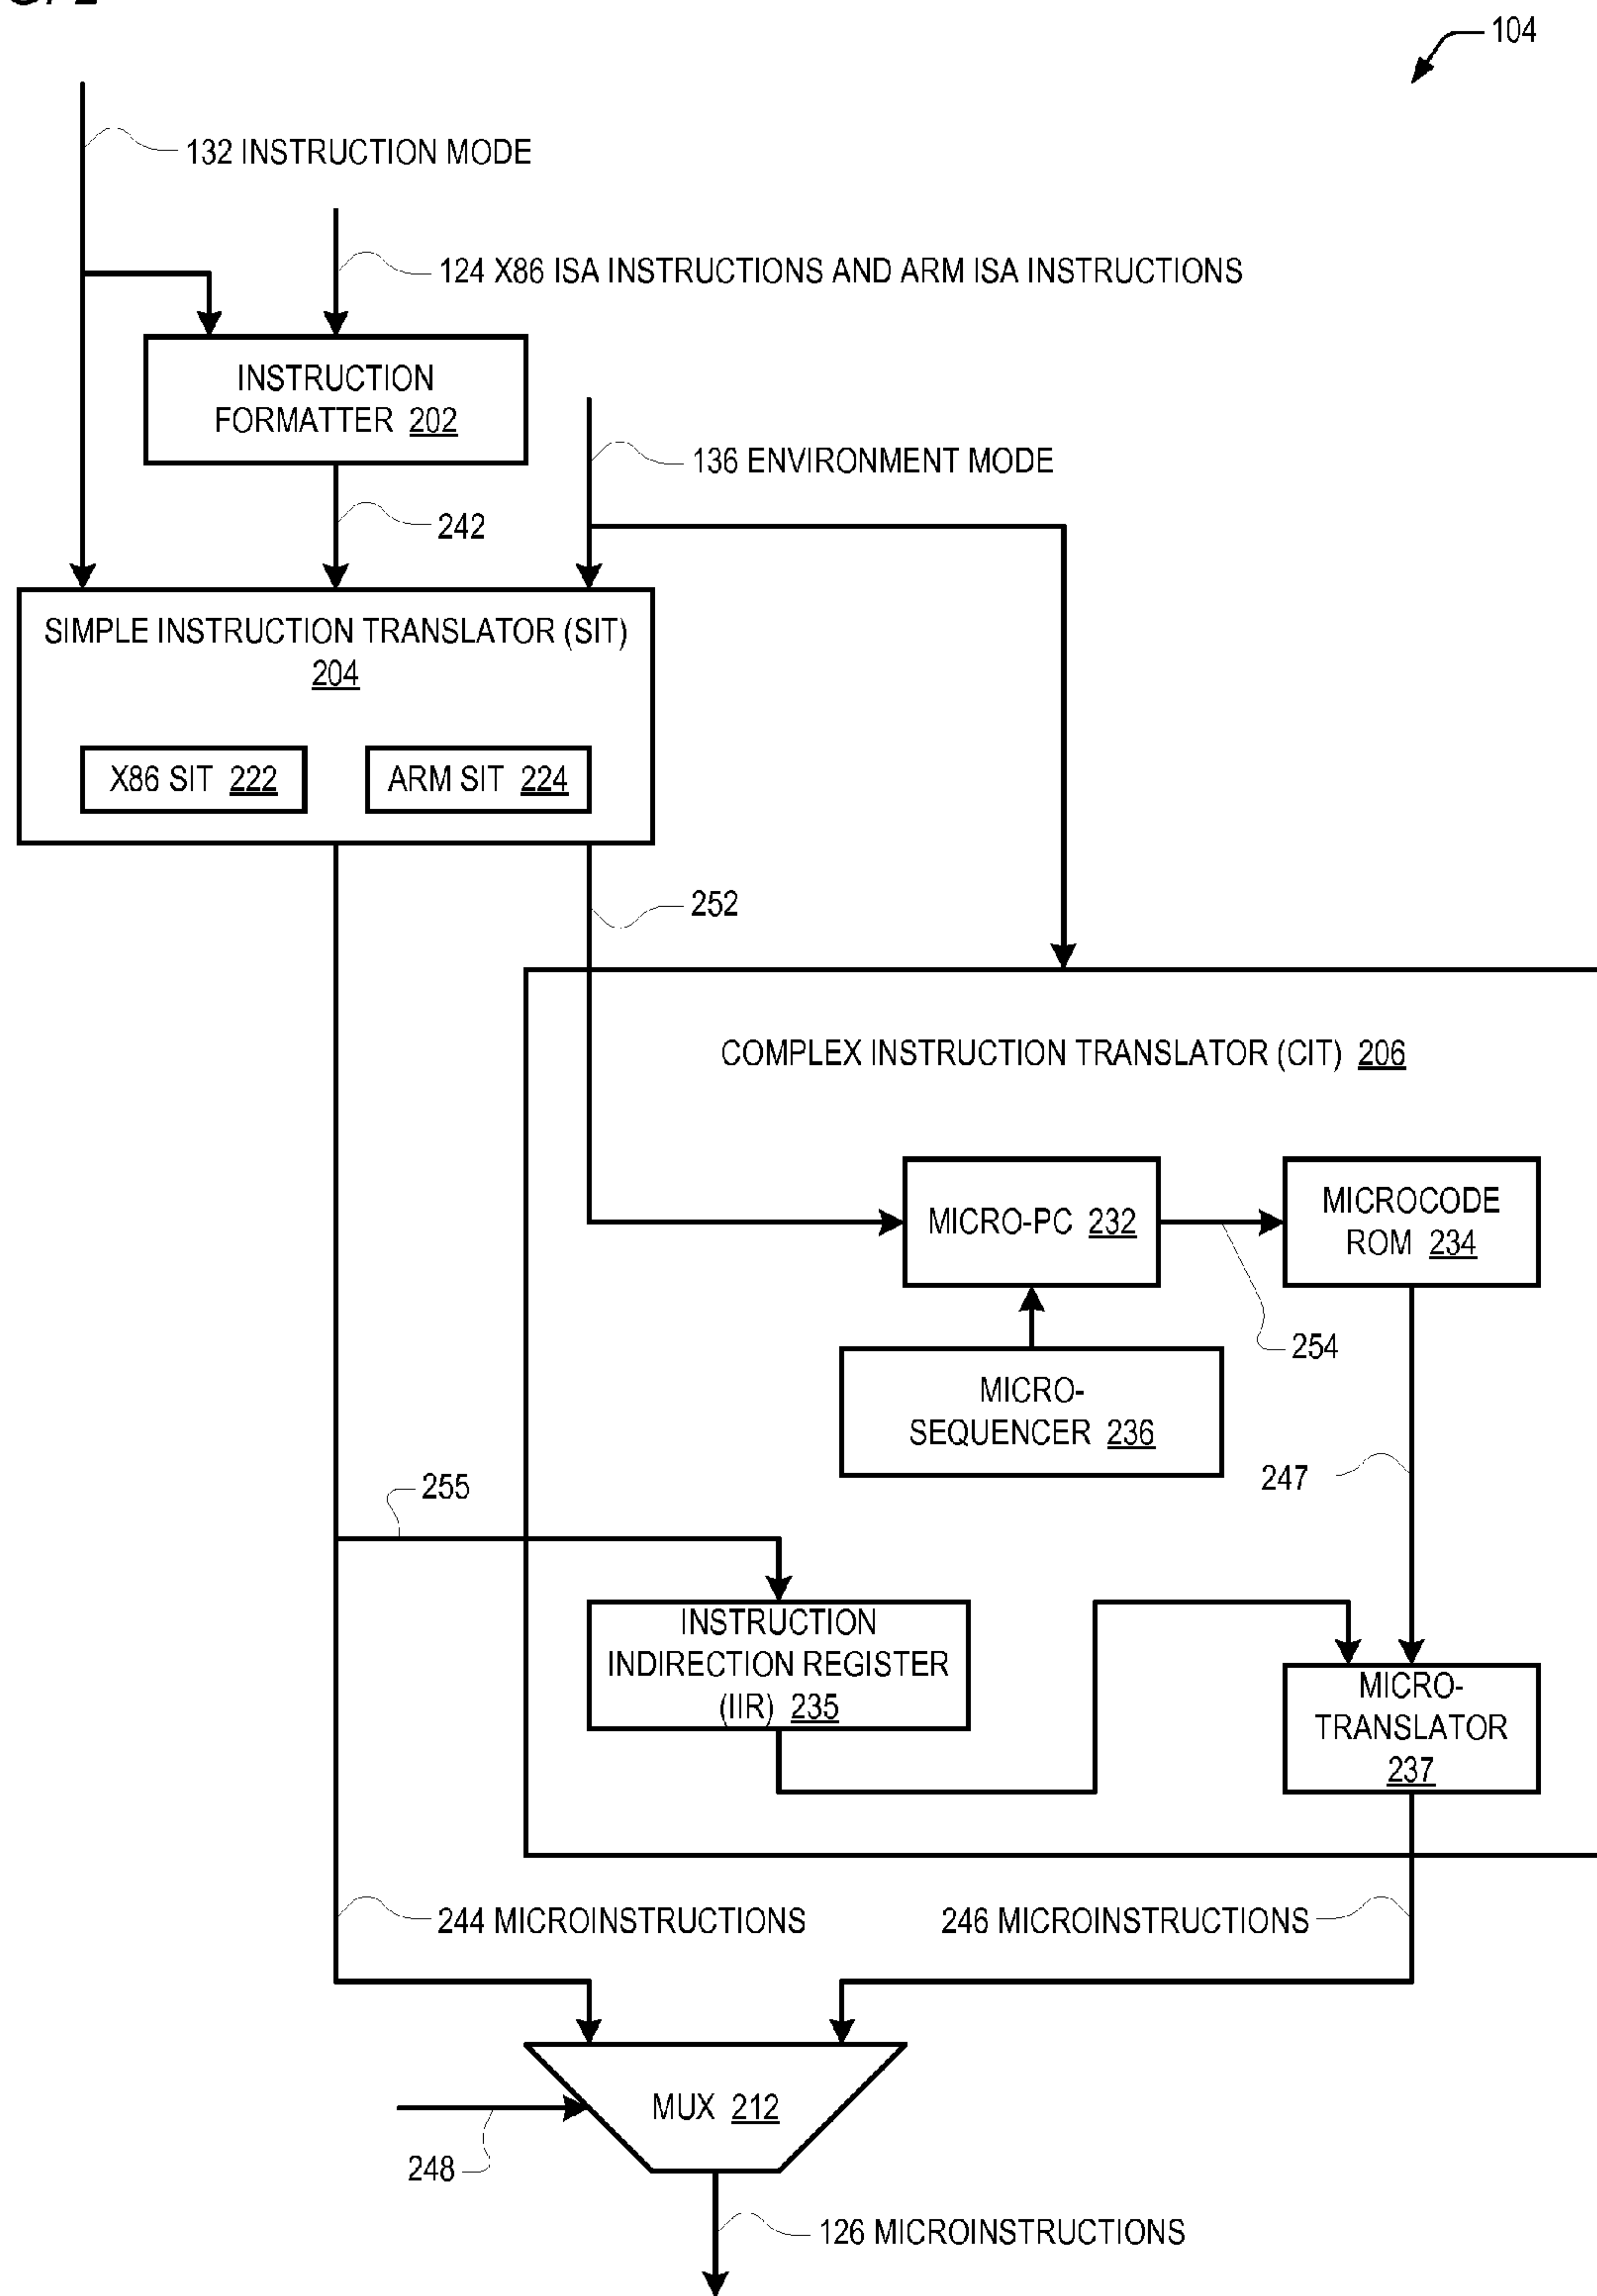 104
132 INSTRUCTION MODE
124 X86 ISA INSTRUCTIONS AND ARM ISA INSTRUCTIONS
INSTRUCTION
FORMATTER 202
136 ENVIRONMENT MODE
242
SIMPLE INSTRUCTION TRANSLATOR (SIT)
204
X86 SIT 222
ARM SIT 224
252
COMPLEX INSTRUCTION TRANSLATOR (CIT) 206
MICRO-PC 232
MICROCODE
ROM 234
254
MICRO-
SEQUENCER 236
247
255
INSTRUCTION
INDIRECTION REGISTER
(IIR) 235
MICRO-
TRANSLATOR
237
244 MICROINSTRUCTIONS
246 MICROINSTRUCTIONS
MUX 212
248
126 MICROINSTRUCTIONS